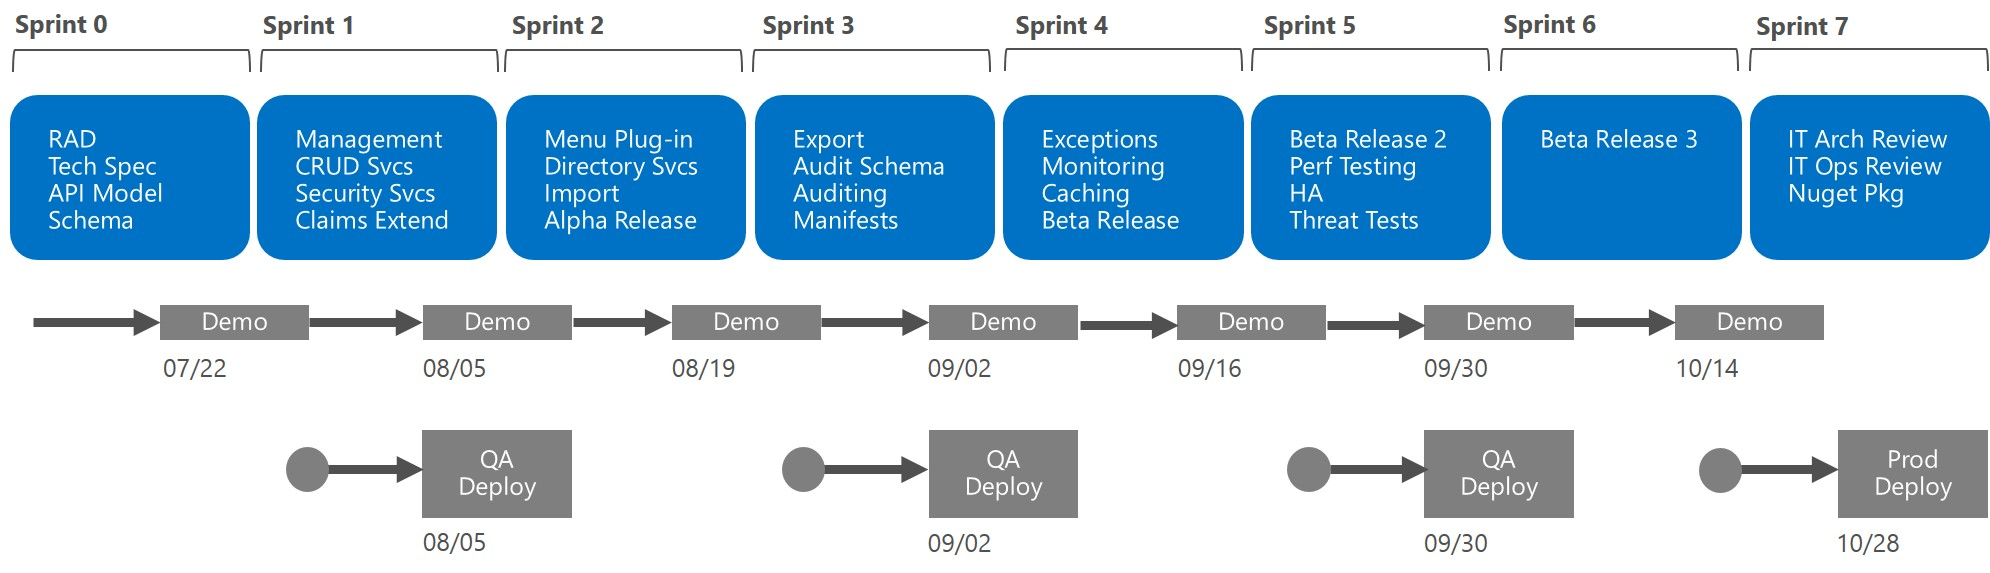 Sprint 0
Sprint 1
Sprint 2
Sprint 3
Sprint 4
Sprint 5
Sprint 6
Sprint 7
RAD
Tech Spec
API Model
Schema
Management
CRUD Svcs
Security Svcs
Claims Extend
Menu Plug-in
Directory Svcs
Import
Alpha Release
Export
Audit Schema
Auditing
Manifests
Exceptions
Monitoring
Caching
Beta Release
Beta Release 2
Perf Testing
HA
Threat Tests
Beta Release 3
IT Arch Review
IT Ops Review
Nuget Pkg
Demo
Demo
Demo
Demo
Demo
Demo
Demo
07/22
08/05
08/19
09/02
09/16
09/30
10/14
QA
Deploy
QA
Deploy
QA
Deploy
Prod
Deploy
08/05
09/02
09/30
10/28